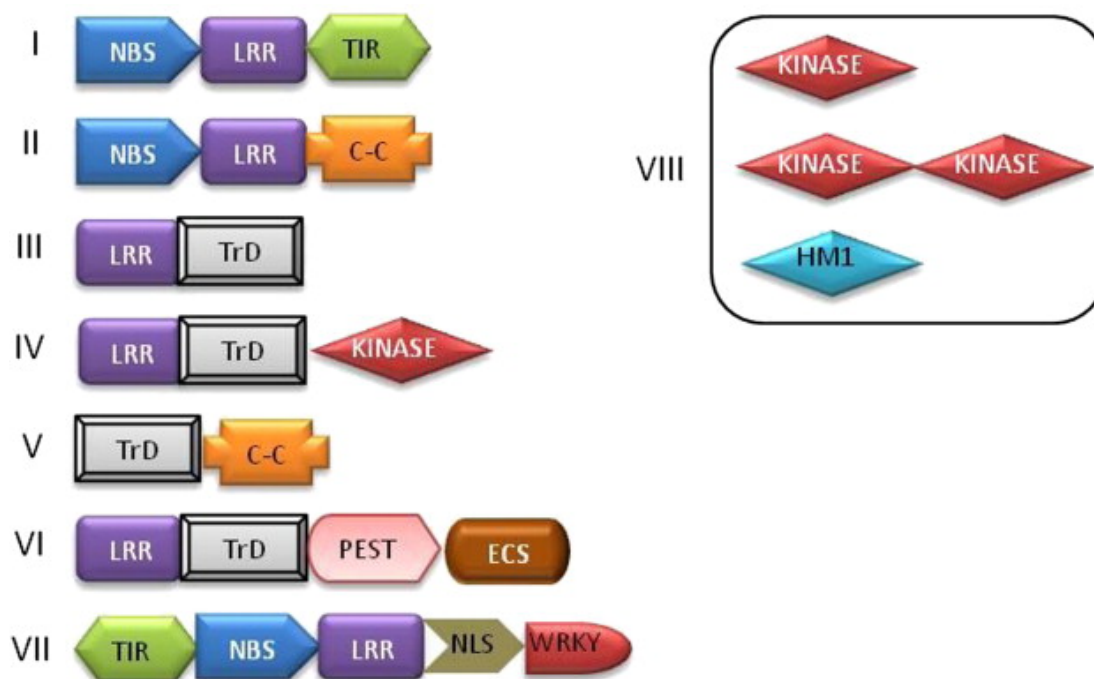 I NBS LRR TIR
II NBS LRR C-C
III LRR TrD
IV LRR TrD KINASE
V TrD C-C
VI LRR TrD PEST ECS
VII TIR NBS LRR NLS WRKY
VIII
KINASE
KINASE KINASE
HM1